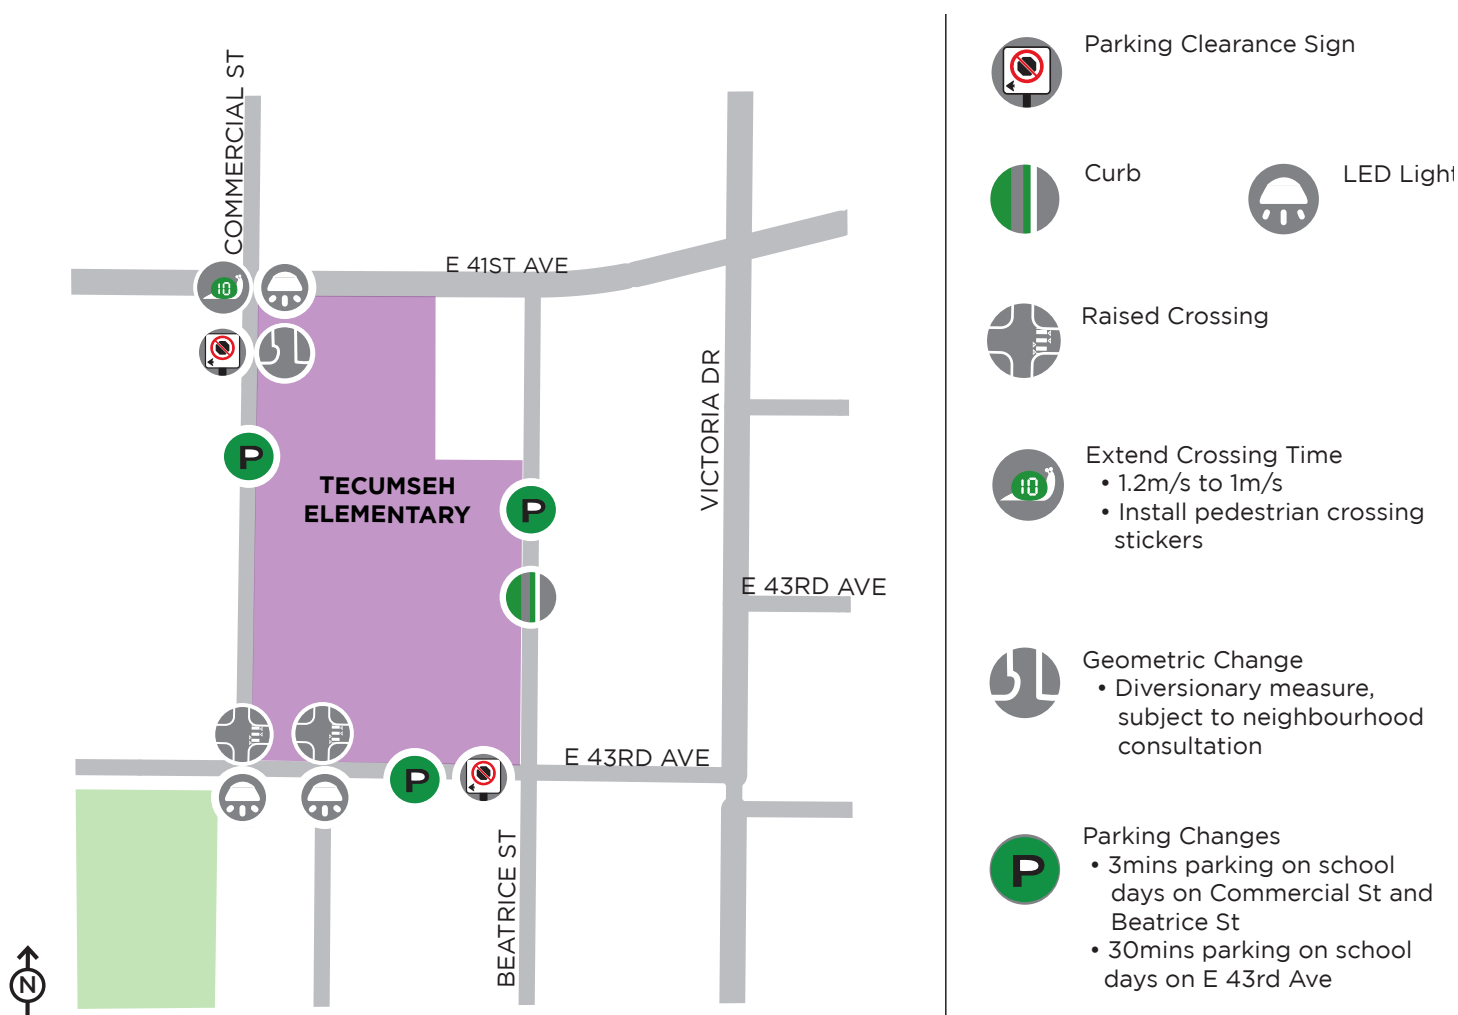 COMMERCIAL ST
E 41ST AVE
10
P
TECUMSEH
ELEMENTARY
P
VICTORIA DR
E 43RD AVE
E 43RD AVE
P
BEATRICE ST
N
Parking Clearance Sign
Curb
LED Light
Raised Crossing
10
Extend Crossing Time
• 1.2m/s to 1m/s
• Install pedestrian crossing
stickers
Geometric Change
• Diversionary measure,
subject to neighbourhood
consultation
P
Parking Changes
• 3mins parking on school
days on Commercial St and
Beatrice St
• 30mins parking on school
days on E 43rd Ave